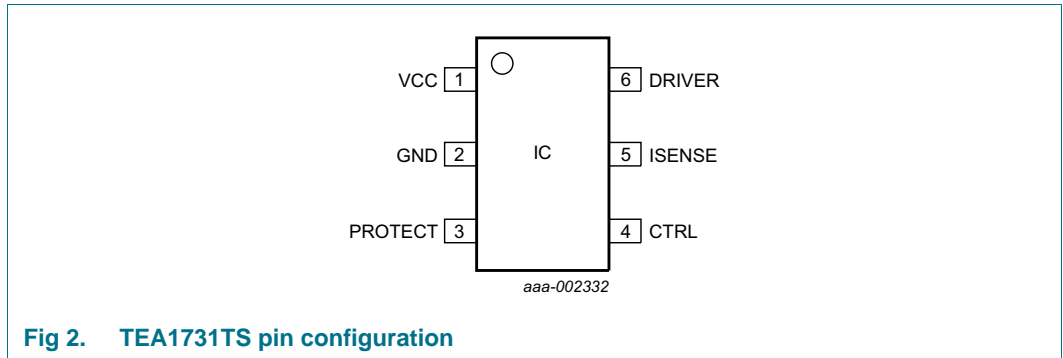 VCC 1 6 DRIVER
GND 2 IC 5 ISENSE
PROTECT 3 4 CTRL
aaa-002332
Fig 2. TEA1731TS pin configuration